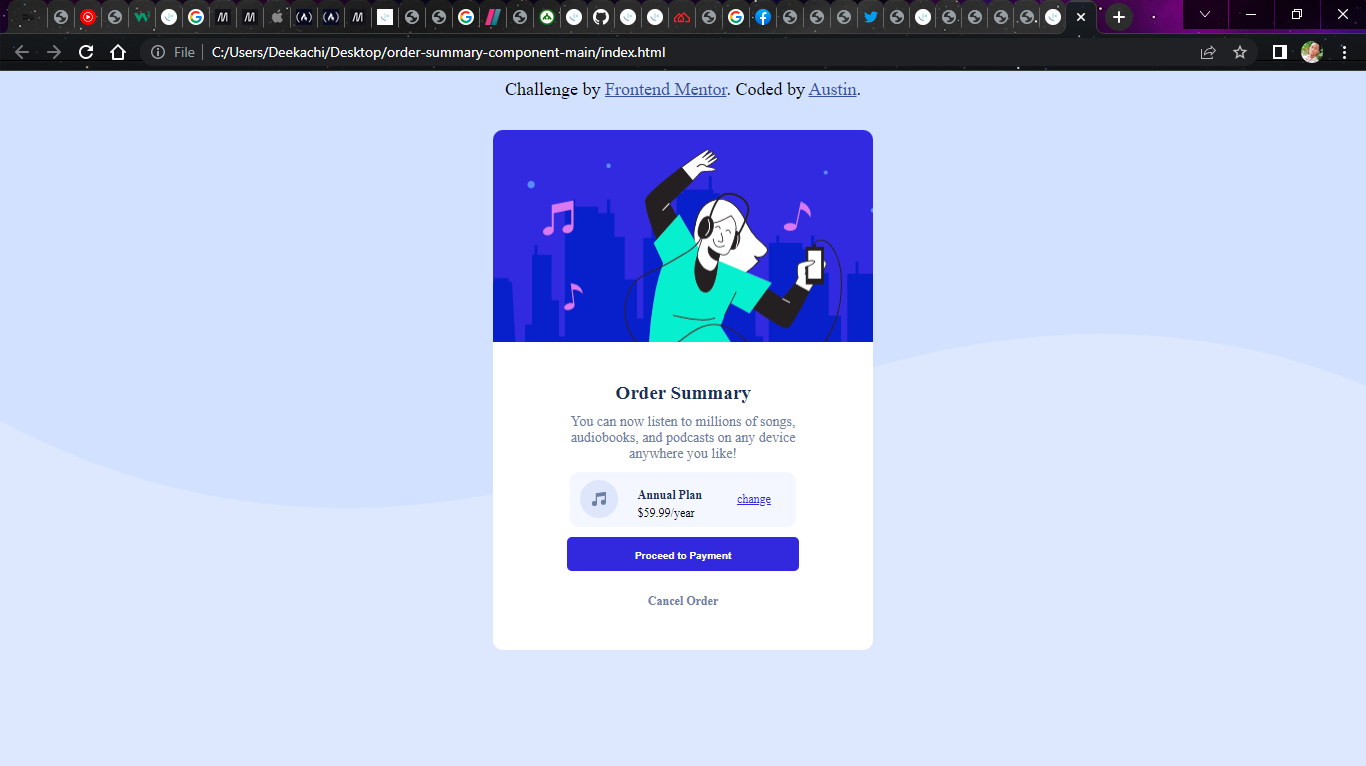 File
C:/Users/Deekachi/Desktop/order-summary-component-main/index.html
Challenge by Frontend Mentor. Coded by Austin.
Order Summary
You can now listen to millions of songs,
audiobooks, and podcasts on any device
anywhere you like!
Annual Plan
$59.99/year
change
Proceed to Payment
Cancel Order